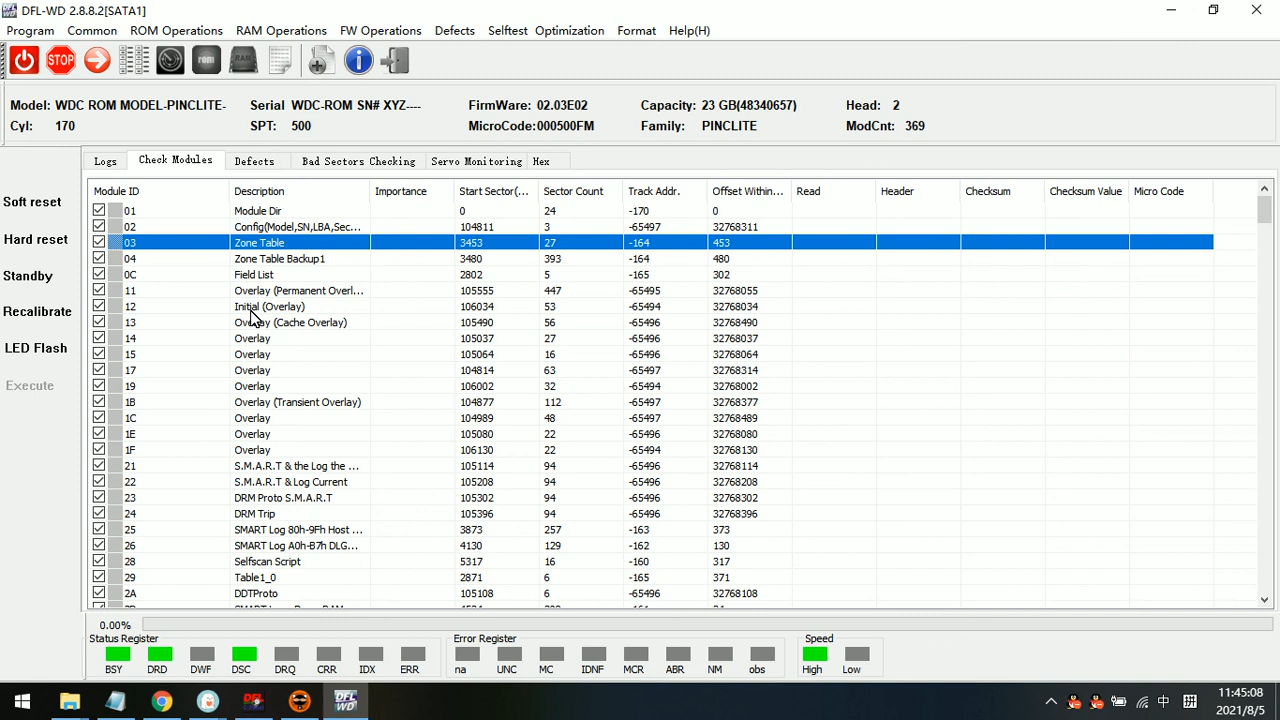 DFL-WD 2.8.8.2[SATA1]
Program Common ROM Operations RAM Operations FW Operations Defects Selftest Optimization Format Help(H)
STOP rom RAM
Model: WDC ROM MODEL-PINCLITE- Serial WDC-ROM SN# XYZ---- FirmWare: 02.03E02 Capacity: 23 GB(48340657) Head: 2
Cyl: 170 SPT: 500 MicroCode:000500FM Family: PINCLITE ModCnt: 369
Logs Check Modules Defects Bad Sectors Checking Servo Monitoring Hex
Soft reset
Hard reset
Standby
Recalibrate
LED Flash
Execute
Module ID Description Importance Start Sector(... Sector Count Track Addr. Offset Within... Read Header Checksum Checksum Value Micro Code
01 Module Dir 0 24 -170 0
02 Config(Model,SN,LBA,Sec... 104811 3 -65497 32768311
03 Zone Table 3453 27 -164 453
04 Zone Table Backup1 3480 393 -164 480
0C Field List 2802 5 -165 302
11 Overlay (Permanent Overl... 105555 447 -65495 32768055
12 Initial (Overlay) 106034 53 -65494 32768034
13 Overlay (Cache Overlay) 105490 56 -65496 32768490
14 Overlay 105037 27 -65496 32768037
15 Overlay 105064 16 -65496 32768064
17 Overlay 104814 63 -65497 32768314
19 Overlay 106002 32 -65494 32768002
1B Overlay (Transient Overlay) 104877 112 -65497 32768377
1C Overlay 104989 48 -65497 32768489
1E Overlay 105080 22 -65496 32768080
1F Overlay 106130 22 -65494 32768130
21 S.M.A.R.T & the Log the ... 105114 94 -65496 32768114
22 S.M.A.R.T & Log Current 105208 94 -65496 32768208
23 DRM Proto S.M.A.R.T 105302 94 -65496 32768302
24 DRM Trip 105396 94 -65496 32768396
25 SMART Log 80h-9Fh Host ... 3873 257 -163 373
26 SMART Log A0h-B7h DLG... 4130 129 -162 130
28 Selfscan Script 5317 16 -160 317
29 Table1_0 2871 6 -165 371
2A DDTProto 105108 6 -65496 32768108
0.00%
Status Register Error Register Speed
BSY DRD DWF DSC DRQ CRR IDX ERR na UNC MC IDNF MCR ABR NM obs High Low
DFL DFL WD 中 拼 11:45:08
2021/8/5